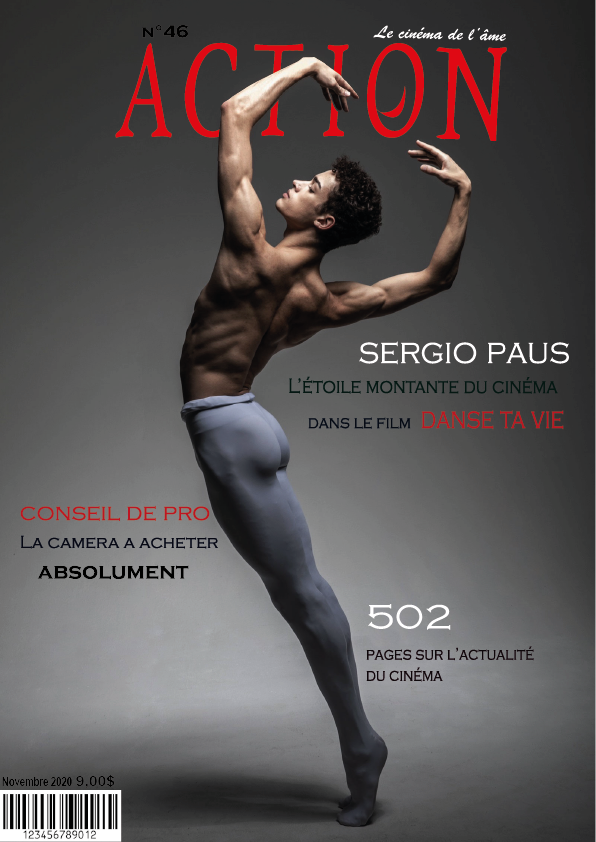 N°46
Le cinéma de l'âme
ACTION
SERGIO PAUS
L'ÉTOILE MONTANTE DU CINÉMA
DANS LE FILM DANSE TA VIE
CONSEIL DE PRO
LA CAMERA A ACHETER
ABSOLUMENT
502
PAGES SUR L'ACTUALITÉ
DU CINÉMA
Novembre 2020 9.00$
123456789012